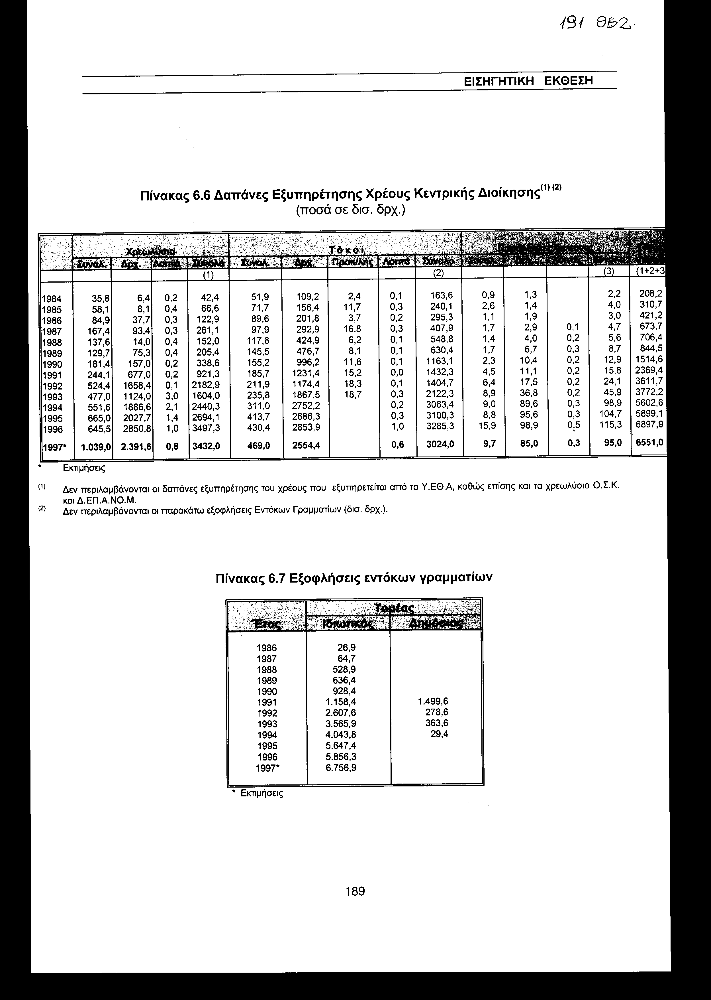 191 ΘΕ2.
ΕΙΣΗΓΗΤΙΚΗ ΕΚΘΕΣΗ
Πίνακας 6.6 Δαπάνες Εξυπηρέτησης Χρέους Κεντρικής Διοίκησης(1) (2)
(ποσά σε δισ. δρχ.)
Χρεωλύσια Τόκοι Παράλληλες δαπάνες
Συναλ. Δρχ. Λοιπά Σύνολο Συναλ. Δρχ. Προκ/λής Λοιπά Σύνολο Συναλ. Δρχ. Λοιπές Σύνολο
(1) (2) (3) (1+2+3
1984 35,8 6,4 0,2 42,4 51,9 109,2 2,4 0,1 163,6 0,9 1,3 2,2 208,2
1985 58,1 8,1 0,4 66,6 71,7 156,4 11,7 0,3 240,1 2,6 1,4 4,0 310,7
1986 84,9 37,7 0,3 122,9 89,6 201,8 3,7 0,2 295,3 1,1 1,9 3,0 421,2
1987 167,4 93,4 0,3 261,1 97,9 292,9 16,8 0,3 407,9 1,7 2,9 0,1 4,7 673,7
1988 137,6 14,0 0,4 152,0 117,6 424,9 6,2 0,1 548,8 1,4 4,0 0,2 5,6 706,4
1989 129,7 75,3 0,4 205,4 145,5 476,7 8,1 0,1 630,4 1,7 6,7 0,3 8,7 844,5
1990 181,4 157,0 0,2 338,6 155,2 996,2 11,6 0,1 1163,1 2,3 10,4 0,2 12,9 1514,6
1991 244,1 677,0 0,2 921,3 185,7 1231,4 15,2 0,0 1432,3 4,5 11,1 0,2 15,8 2369,4
1992 524,4 1658,4 0,1 2182,9 211,9 1174,4 18,3 0,1 1404,7 6,4 17,5 0,2 24,1 3611,7
1993 477,0 1124,0 3,0 1604,0 235,8 1867,5 18,7 0,3 2122,3 8,9 36,8 0,2 45,9 3772,2
1994 551,6 1886,6 2,1 2440,3 311,0 2752,2 0,2 3063,4 9,0 89,6 0,3 98,9 5602,6
1995 665,0 2027,7 1,4 2694,1 413,7 2686,3 0,3 3100,3 8,8 95,6 0,3 104,7 5899,1
1996 645,5 2850,8 1,0 3497,3 430,4 2853,9 1,0 3285,3 15,9 98,9 0,5 115,3 6897,9
1997* 1.039,0 2.391,6 0,8 3432,0 469,0 2554,4 0,6 3024,0 9,7 85,0 0,3 95,0 6551,0
* Εκτιμήσεις
(1) Δεν περιλαμβάνονται οι δαπάνες εξυπηρέτησης του χρέους που εξυπηρετείται από το Υ.ΕΘ.Α, καθώς επίσης και τα χρεωλύσια Ο.Σ.Κ.
και Δ.ΕΠ.Α.ΝΟ.Μ.
(2) Δεν περιλαμβάνονται οι παρακάτω εξοφλήσεις Εντόκων Γραμματίων (δισ. δρχ.).
Πίνακας 6.7 Εξοφλήσεις εντόκων γραμματίων
Τομέας
Έτος Ιδιωτικός Δημόσιος
1986 26,9
1987 64,7
1988 528,9
1989 636,4
1990 928,4
1991 1.158,4 1.499,6
1992 2.607,6 278,6
1993 3.565,9 363,6
1994 4.043,8 29,4
1995 5.647,4
1996 5.856,3
1997* 6.756,9
* Εκτιμήσεις
189